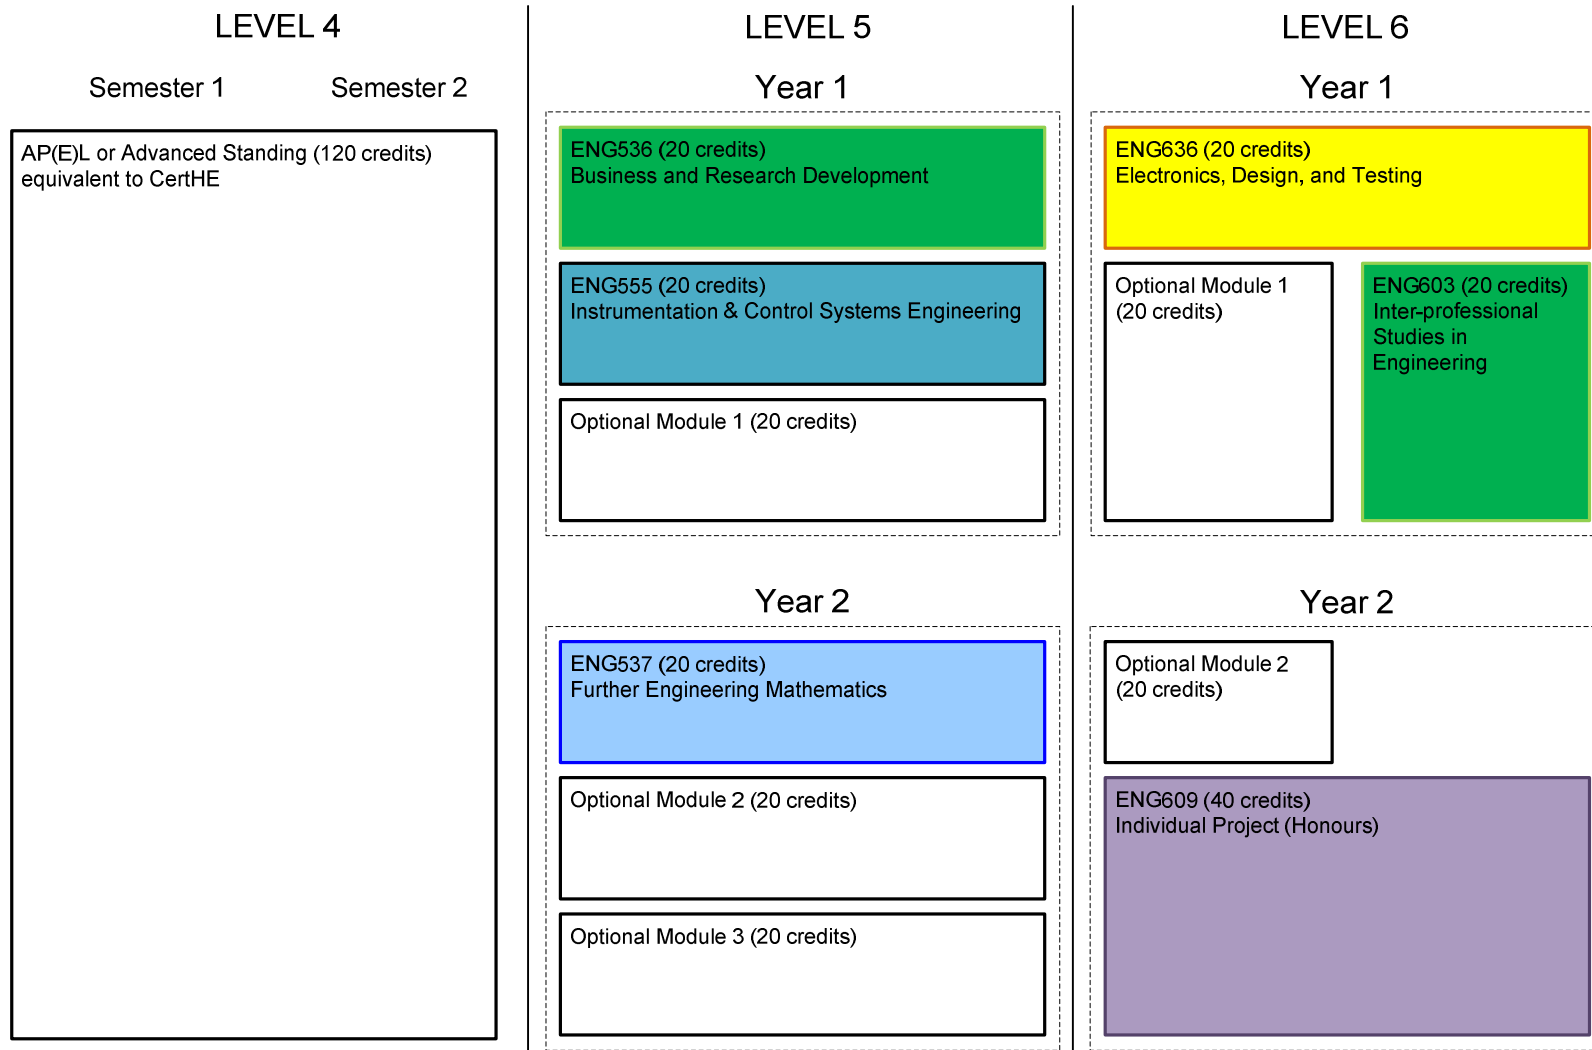 LEVEL 4
Semester 1
Semester 2
AP(E)L or Advanced Standing (120 credits)
equivalent to CertHE
LEVEL 5
Year 1
ENG536 (20 credits)
Business and Research Development
ENG555 (20 credits)
Instrumentation & Control Systems Engineering
Optional Module 1 (20 credits)
Year 2
ENG537 (20 credits)
Further Engineering Mathematics
Optional Module 2 (20 credits)
Optional Module 3 (20 credits)
LEVEL 6
Year 1
ENG636 (20 credits)
Electronics, Design, and Testing
Optional Module 1
(20 credits)
ENG603 (20 credits)
Inter-professional
Studies in
Engineering
Year 2
Optional Module 2
(20 credits)
ENG609 (40 credits)
Individual Project (Honours)